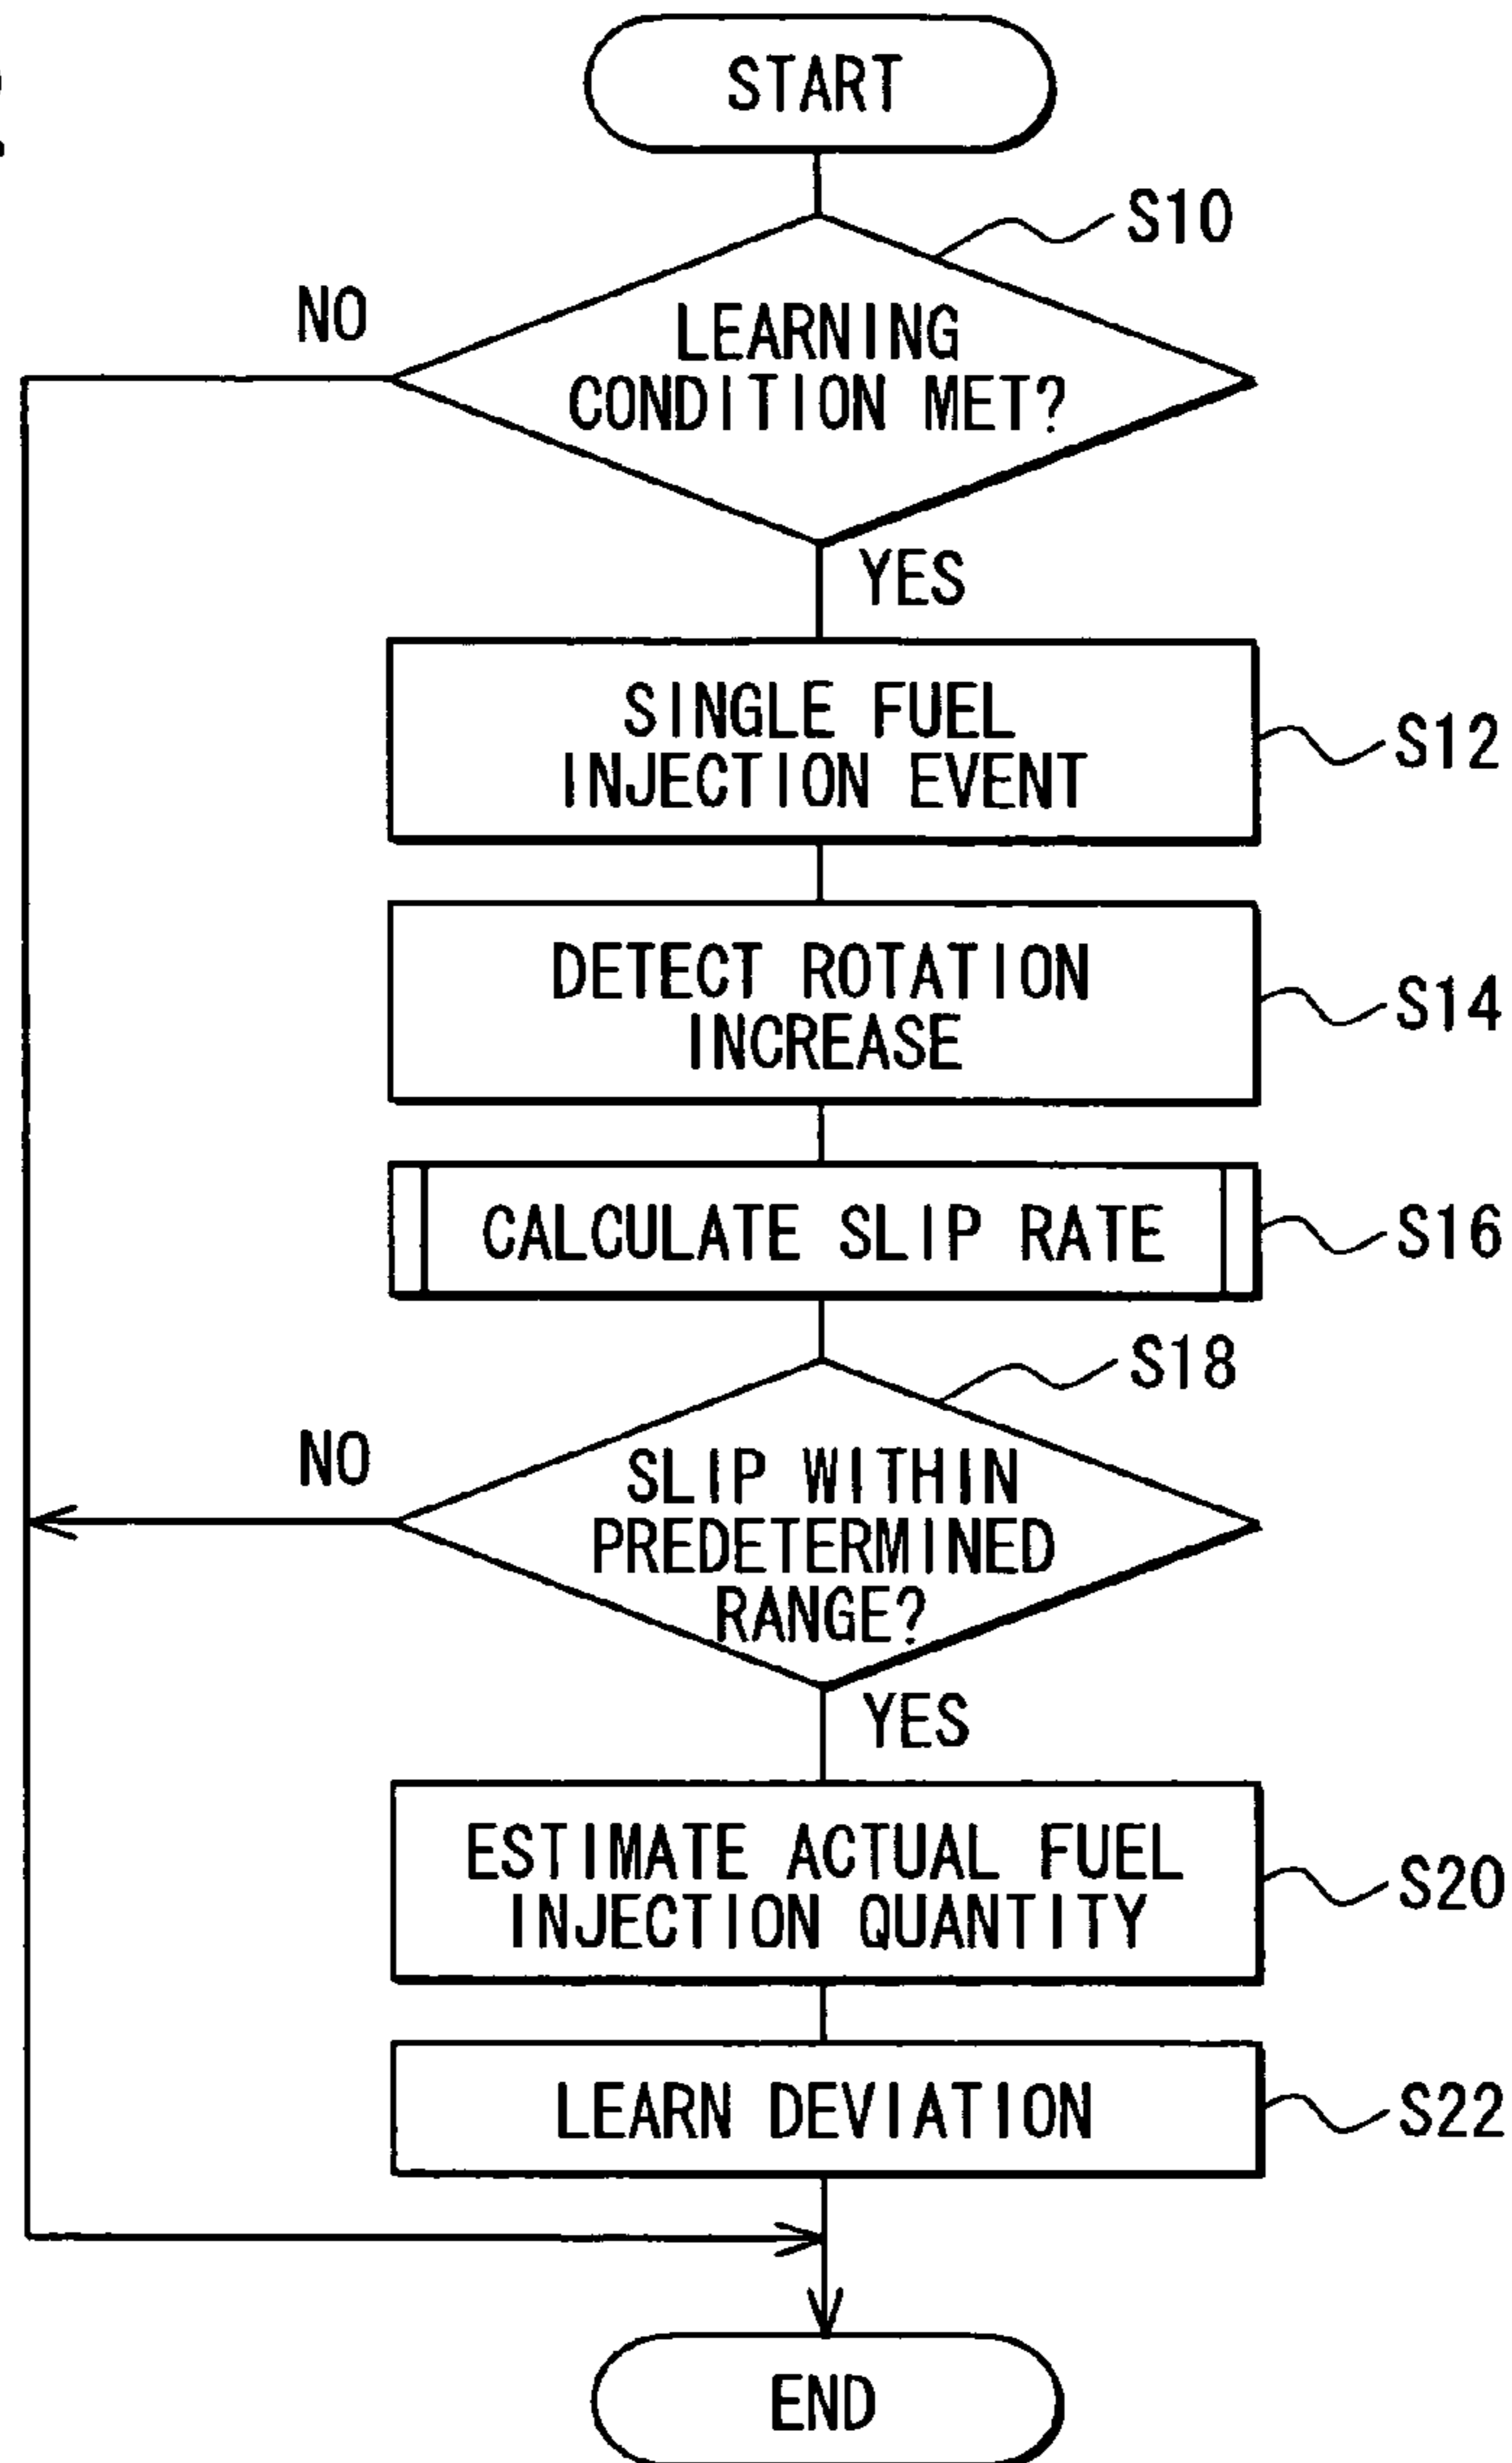 START
S10
NO
LEARNING
CONDITION MET?
YES
SINGLE FUEL
INJECTION EVENT
S12
DETECT ROTATION
INCREASE
S14
CALCULATE SLIP RATE
S16
S18
NO
SLIP WITHIN
PREDETERMINED
RANGE?
YES
ESTIMATE ACTUAL FUEL
INJECTION QUANTITY
S20
LEARN DEVIATION
S22
END